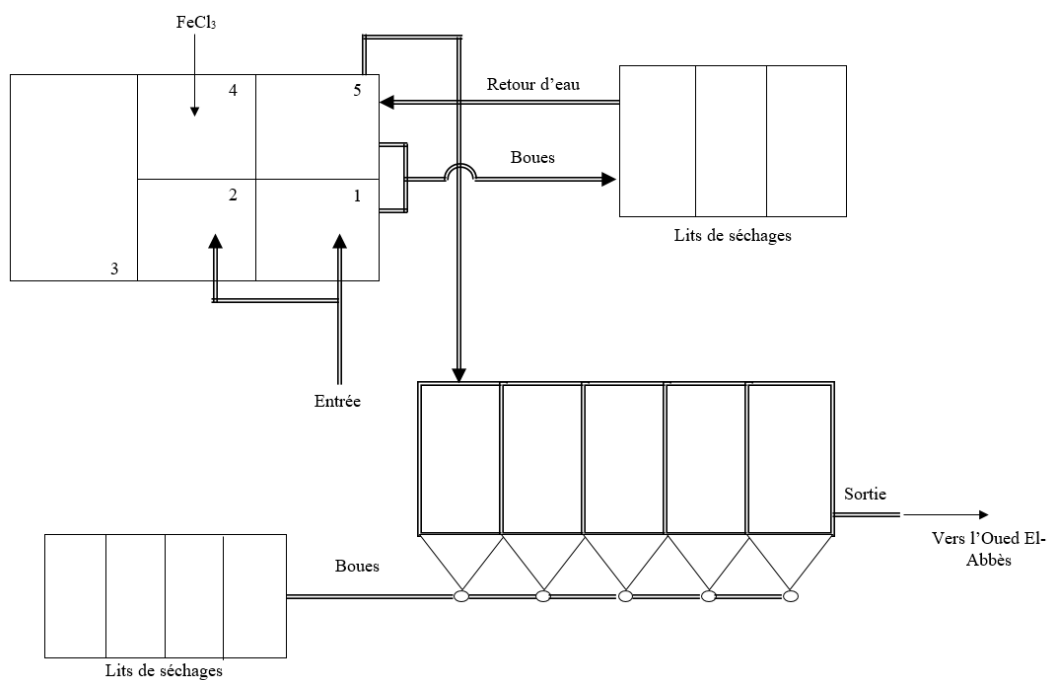 FeCl₃
4
5
Retour d'eau
Boues
2
1
3
Lits de séchages
Entrée
Sortie
Vers l'Oued El-
Abbès
Boues
Lits de séchages